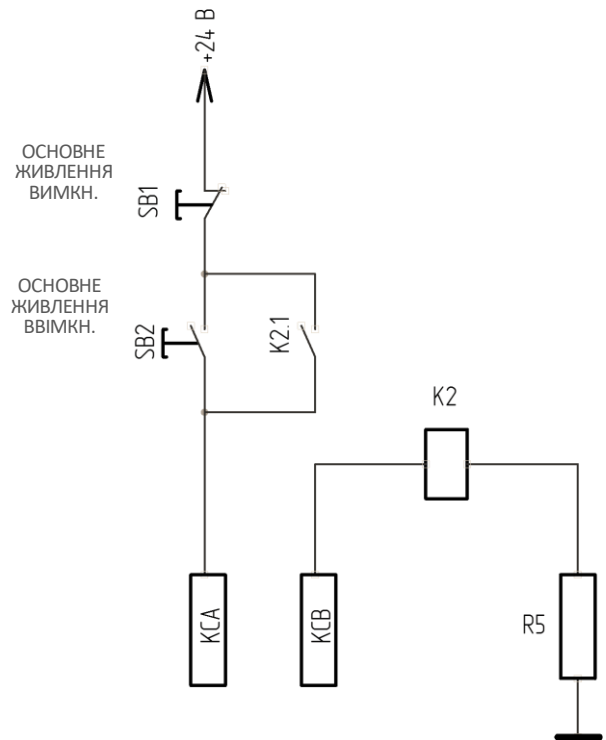 +24 В
ОСНОВНЕ
ЖИВЛЕННЯ
ВИМКН.
SB1
ОСНОВНЕ
ЖИВЛЕННЯ
ВВІМКН.
SB2
K2.1
K2
KCA
KCB
R5